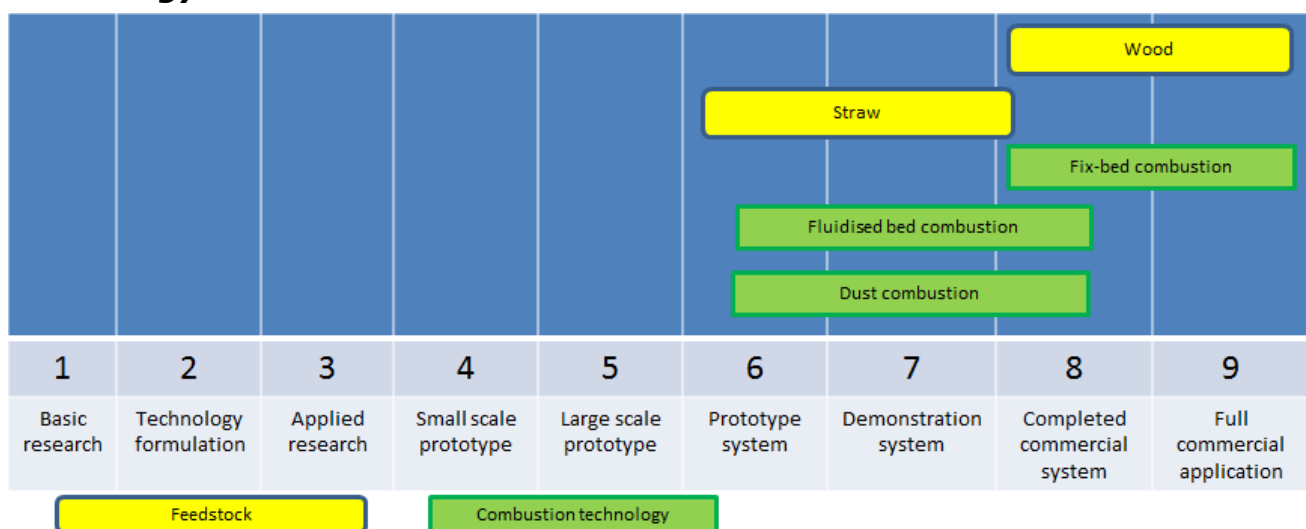 Wood
Straw
Fix-bed combustion
Fluidised bed combustion
Dust combustion
1 2 3 4 5 6 7 8 9
Basic research
Technology formulation
Applied research
Small scale prototype
Large scale prototype
Prototype system
Demonstration system
Completed commercial system
Full commercial application
Feedstock
Combustion technology